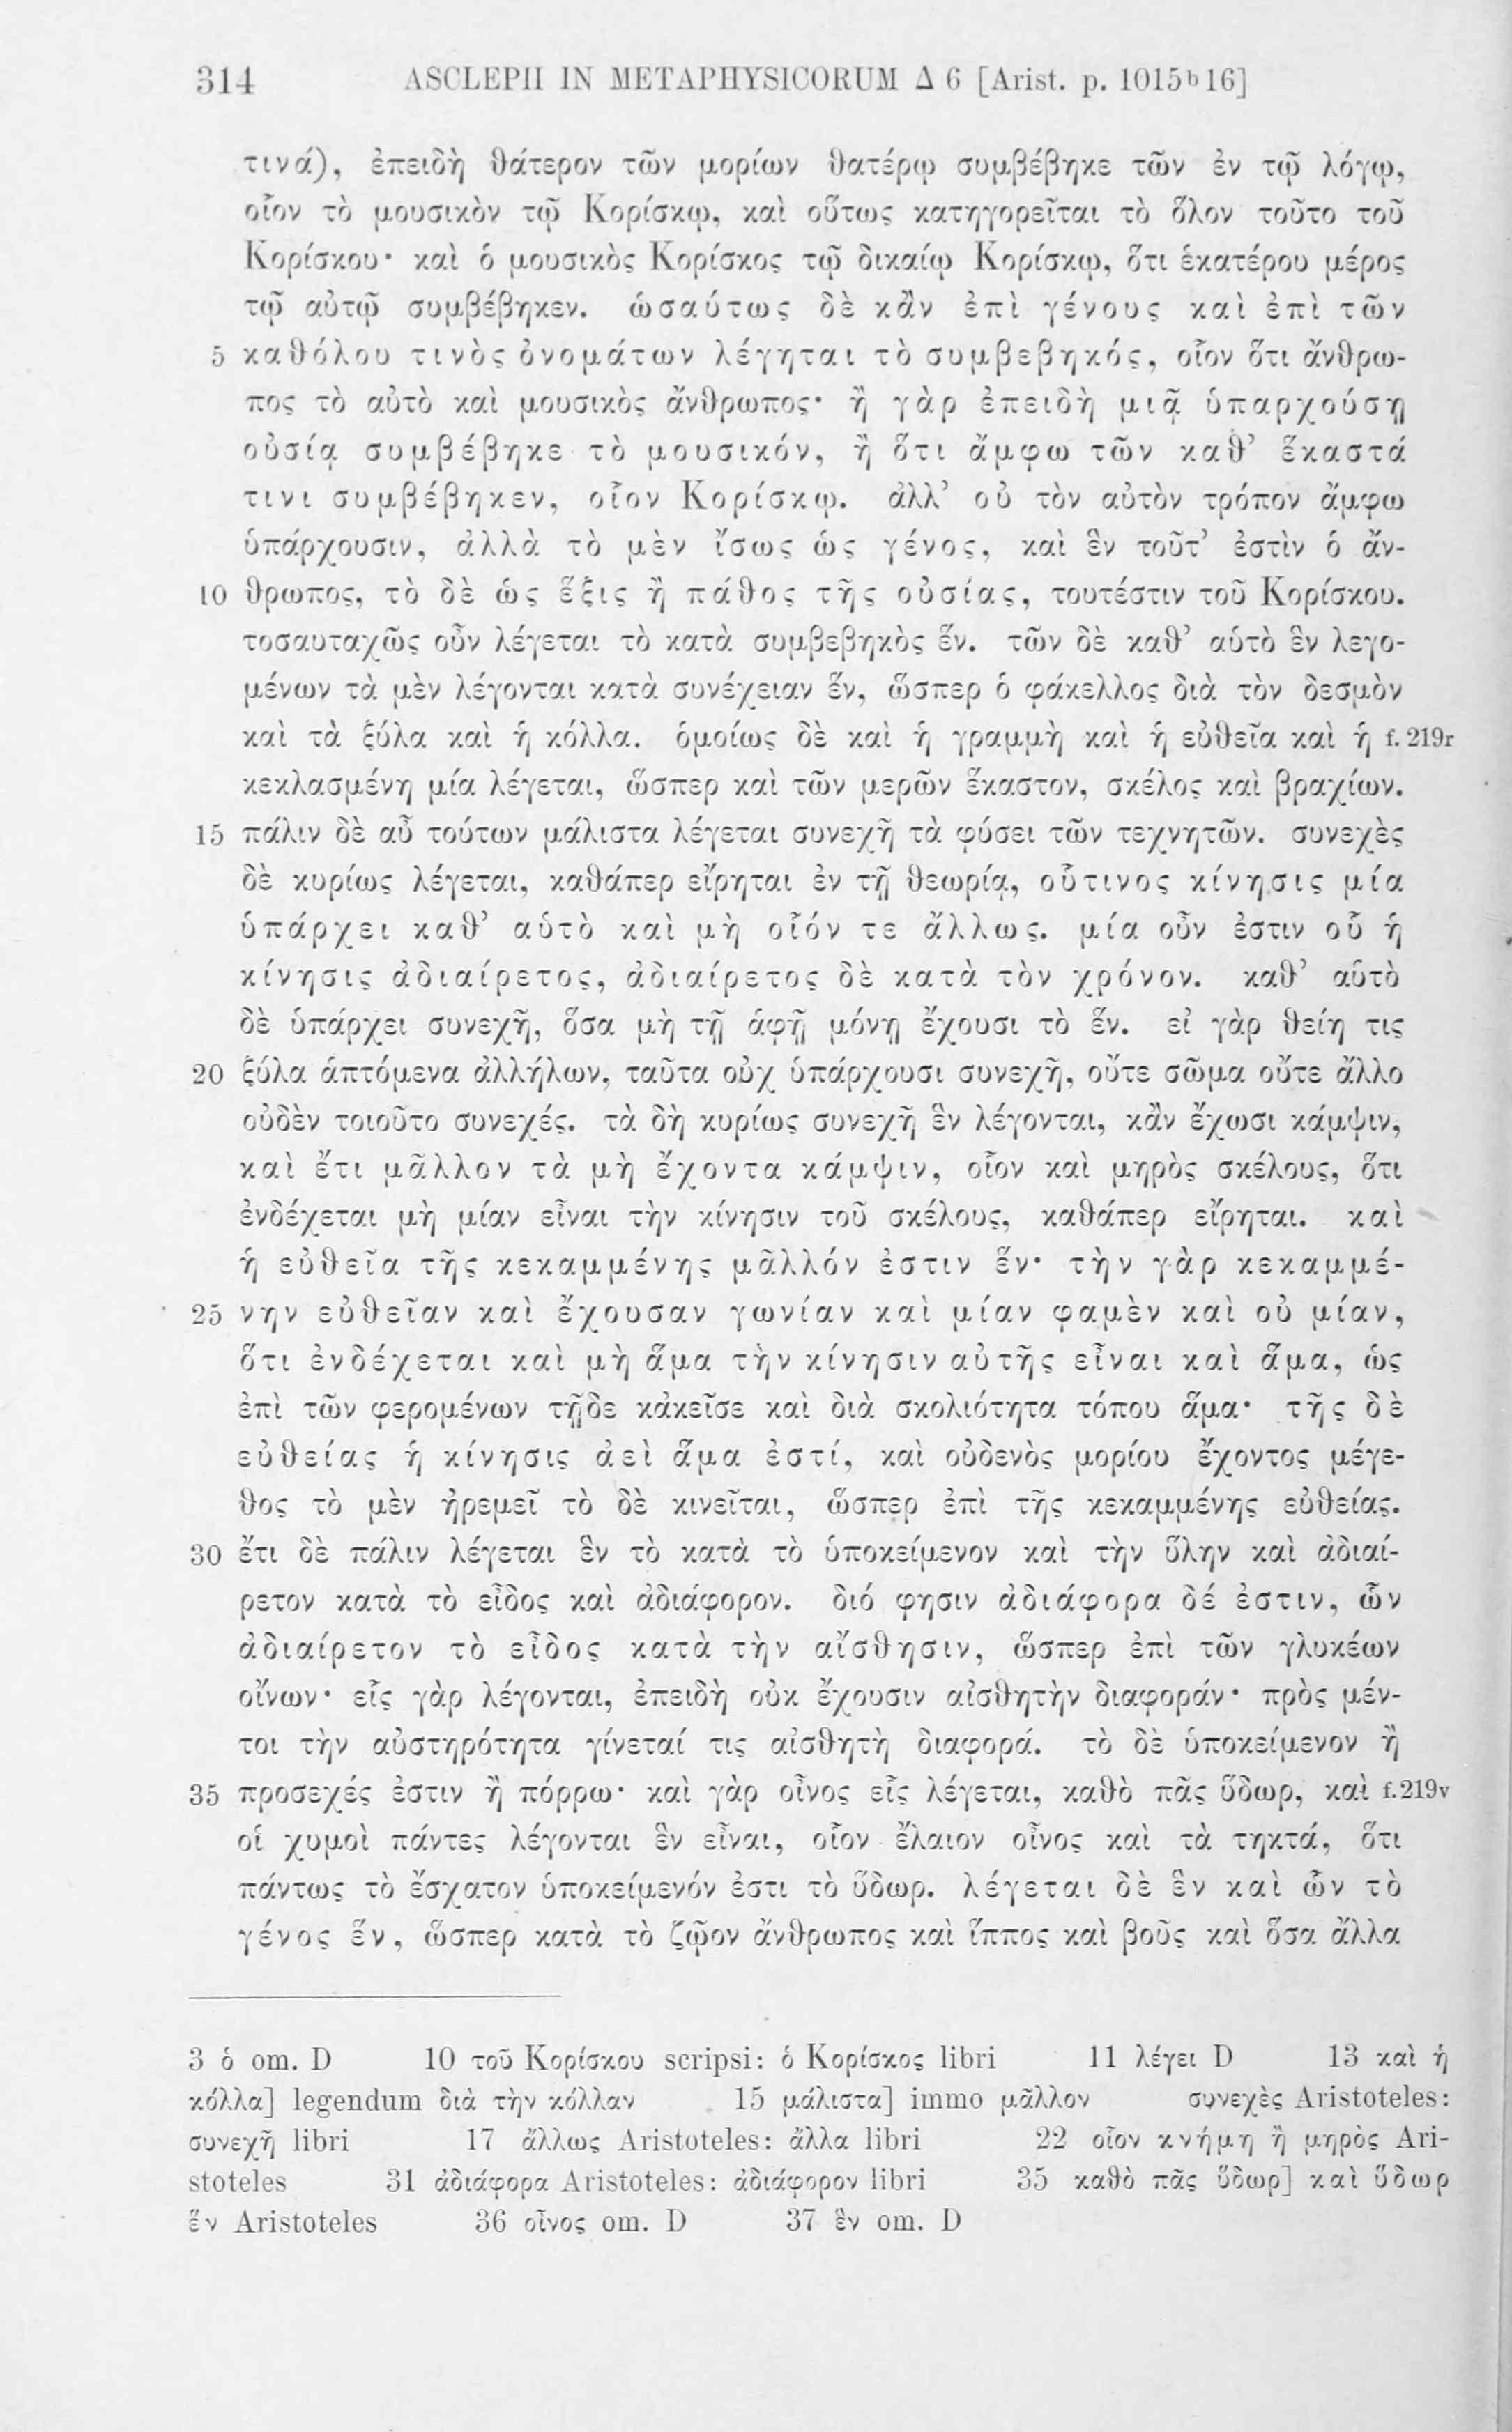 314 ASCLEPII IN METAPHYSICORUM Δ 6 [Arist. p. 1015ᵇ16]
τινά), ἐπειδὴ θάτερον τῶν μορίων θατέρῳ συμβέβηκε τῶν ἐν τῷ λόγῳ,
οἷον τὸ μουσικὸν τῷ Κορίσκῳ, καὶ οὕτως κατηγορεῖται τὸ ὅλον τοῦτο τοῦ
Κορίσκου· καὶ ὁ μουσικὸς Κορίσκος τῷ δικαίῳ Κορίσκῳ, ὅτι ἑκατέρου μέρος
τῷ αὐτῷ συμβέβηκεν. ὡσαύτως δὲ κἂν ἐπὶ γένους καὶ ἐπὶ τῶν
5 καθόλου τινὸς ὀνομάτων λέγηται τὸ συμβεβηκός, οἷον ὅτι ἄνθρω-
πος τὸ αὐτὸ καὶ μουσικὸς ἄνθρωπος· ἢ γὰρ ἐπειδὴ μιᾷ ὑπαρχούσῃ
οὐσίᾳ συμβέβηκε τὸ μουσικόν, ἢ ὅτι ἄμφω τῶν καθ’ ἕκαστά
τινι συμβέβηκεν, οἷον Κορίσκῳ. ἀλλ’ οὐ τὸν αὐτὸν τρόπον ἄμφω
ὑπάρχουσιν, ἀλλὰ τὸ μὲν ἴσως ὡς γένος, καὶ ἓν τοῦτ’ ἐστὶν ὁ ἄν-
10 θρωπος, τὸ δὲ ὡς ἕξις ἢ πάθος τῆς οὐσίας, τουτέστιν τοῦ Κορίσκου.
τοσαυταχῶς οὖν λέγεται τὸ κατὰ συμβεβηκὸς ἕν. τῶν δὲ καθ’ αὑτὸ ἓν λεγο-
μένων τὰ μὲν λέγονται κατὰ συνέχειαν ἕν, ὥσπερ ὁ φάκελλος διὰ τὸν δεσμὸν
καὶ τὰ ξύλα καὶ ἡ κόλλα. ὁμοίως δὲ καὶ ἡ γραμμὴ καὶ ἡ εὐθεῖα καὶ ἡ f. 219r
κεκλασμένη μία λέγεται, ὥσπερ καὶ τῶν μερῶν ἕκαστον, σκέλος καὶ βραχίων.
15 πάλιν δὲ αὖ τούτων μάλιστα λέγεται συνεχῆ τὰ φύσει τῶν τεχνητῶν. συνεχὲς
δὲ κυρίως λέγεται, καθάπερ εἴρηται ἐν τῇ θεωρίᾳ, οὗτινος κίνησις μία
ὑπάρχει καθ’ αὑτὸ καὶ μὴ οἷόν τε ἄλλως. μία οὖν ἐστιν οὗ ἡ
κίνησις ἀδιαίρετος, ἀδιαίρετος δὲ κατὰ τὸν χρόνον. καθ’ αὑτὸ
δὲ ὑπάρχει συνεχῆ, ὅσα μὴ τῇ ἁφῇ μόνῃ ἔχουσι τὸ ἕν. εἰ γὰρ θείη τις
20 ξύλα ἁπτόμενα ἀλλήλων, ταῦτα οὐχ ὑπάρχουσι συνεχῆ, οὔτε σῶμα οὔτε ἄλλο
οὐδὲν τοιοῦτο συνεχές. τὰ δὴ κυρίως συνεχῆ ἓν λέγονται, κἂν ἔχωσι κάμψιν,
καὶ ἔτι μᾶλλον τὰ μὴ ἔχοντα κάμψιν, οἷον καὶ μηρὸς σκέλους, ὅτι
ἐνδέχεται μὴ μίαν εἶναι τὴν κίνησιν τοῦ σκέλους, καθάπερ εἴρηται. καὶ
ἡ εὐθεῖα τῆς κεκαμμένης μᾶλλόν ἐστιν ἕν· τὴν γὰρ κεκαμμέ-
25 νην εὐθεῖαν καὶ ἔχουσαν γωνίαν καὶ μίαν φαμὲν καὶ οὐ μίαν,
ὅτι ἐνδέχεται καὶ μὴ ἅμα τὴν κίνησιν αὐτῆς εἶναι καὶ ἅμα, ὡς
ἐπὶ τῶν φερομένων τῇδε κἀκεῖσε καὶ διὰ σκολιότητα τόπου ἅμα· τῆς δὲ
εὐθείας ἡ κίνησις ἀεὶ ἅμα ἐστί, καὶ οὐδενὸς μορίου ἔχοντος μέγε-
θος τὸ μὲν ἠρεμεῖ τὸ δὲ κινεῖται, ὥσπερ ἐπὶ τῆς κεκαμμένης εὐθείας.
30 ἔτι δὲ πάλιν λέγεται ἓν τὸ κατὰ τὸ ὑποκείμενον καὶ τὴν ὕλην καὶ ἀδιαί-
ρετον κατὰ τὸ εἶδος καὶ ἀδιάφορον. διό φησιν ἀδιάφορα δέ ἐστιν, ὧν
ἀδιαίρετον τὸ εἶδος κατὰ τὴν αἴσθησιν, ὥσπερ ἐπὶ τῶν γλυκέων
οἴνων· εἷς γὰρ λέγονται, ἐπειδὴ οὐκ ἔχουσιν αἰσθητὴν διαφοράν· πρὸς μέν-
τοι τὴν αὐστηρότητα γίνεταί τις αἰσθητὴ διαφορά. τὸ δὲ ὑποκείμενον ἢ
35 προσεχές ἐστιν ἢ πόρρω· καὶ γὰρ οἶνος εἷς λέγεται, καθὸ πᾶς ὕδωρ, καὶ f. 219v
οἱ χυμοὶ πάντες λέγονται ἓν εἶναι, οἷον ἔλαιον οἶνος καὶ τὰ τηκτά, ὅτι
πάντως τὸ ἔσχατον ὑποκείμενόν ἐστι τὸ ὕδωρ. λέγεται δὲ ἓν καὶ ὧν τὸ
γένος ἕν, ὥσπερ κατὰ τὸ ζῷον ἄνθρωπος καὶ ἵππος καὶ βοῦς καὶ ὅσα ἄλλα
3 ὁ om. D 10 τοῦ Κορίσκου scripsi: ὁ Κορίσκος libri 11 λέγει D 13 καὶ ἡ
κόλλα] legendum διὰ τὴν κόλλαν 15 μάλιστα] immo μᾶλλον συνεχὲς Aristoteles:
συνεχῆ libri 17 ἄλλως Aristoteles: ἄλλα libri 22 οἷον κνήμη ἢ μηρὸς Ari-
stoteles 31 ἀδιάφορα Aristoteles: ἀδιάφορον libri 35 καθὸ πᾶς ὕδωρ] καὶ ὕδωρ
ἕν Aristoteles 36 οἶνος om. D 37 ἓν om. D